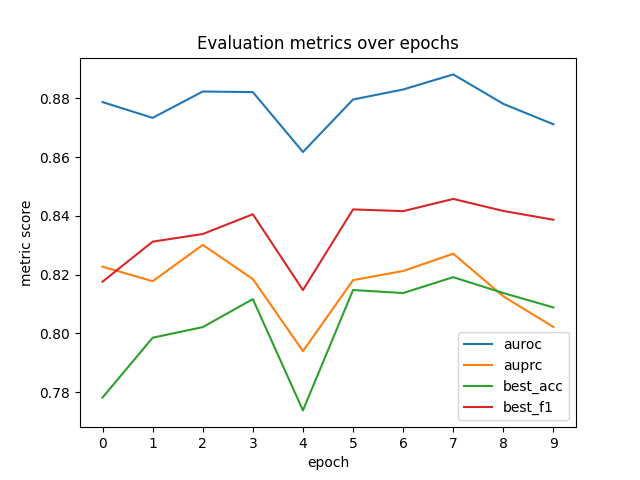 Evaluation metrics over epochs
metric score
0.88
0.86
0.84
0.82
0.80
0.78
auroc
auprc
best_acc
best_f1
0 1 2 3 4 5 6 7 8 9
epoch